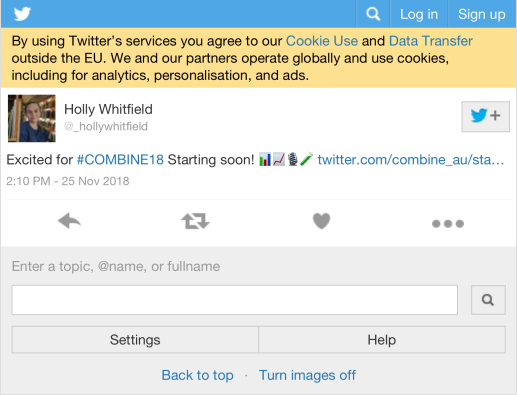 Log in Sign up
By using Twitter's services you agree to our Cookie Use and Data Transfer
outside the EU. We and our partners operate globally and use cookies,
including for analytics, personalisation, and ads.
Holly Whitfield
@_hollywhitfield
+
Excited for #COMBINE18 Starting soon! 📊📈🎙🖍 twitter.com/combine_au/sta…
2:10 PM - 25 Nov 2018
Enter a topic, @name, or fullname
Settings Help
Back to top · Turn images off